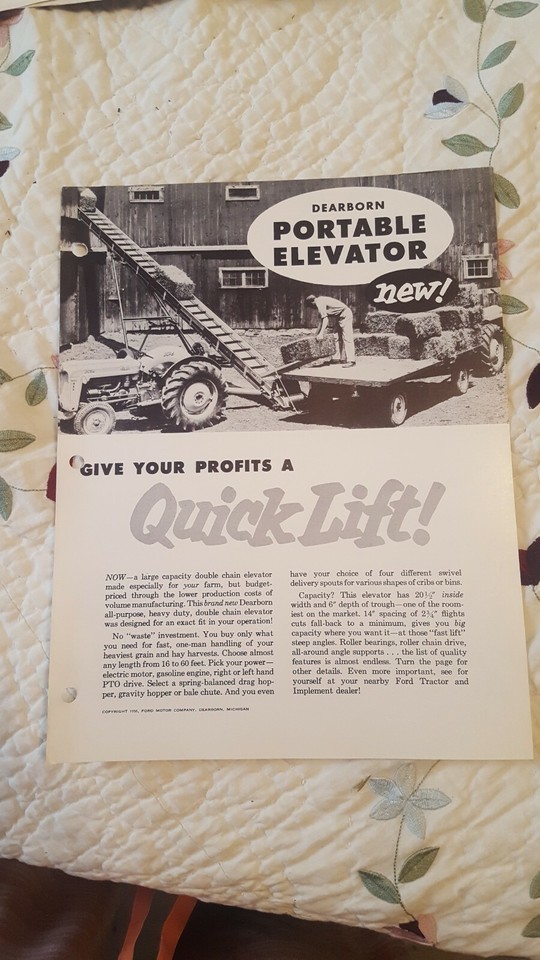 DEARBORN
PORTABLE
ELEVATOR
new!
GIVE YOUR PROFITS A
Quick Lift!
NOW—a large capacity double chain elevator
made especially for your farm, but budget-
priced through the lower production costs of
volume manufacturing. This brand new Dearborn
all-purpose, heavy duty, double chain elevator
was designed for an exact fit in your operation!
No "waste" investment. You buy only what
you need for fast, one-man handling of your
heaviest grain and hay harvests. Choose almost
any length from 16 to 60 feet. Pick your power—
electric motor, gasoline engine, right or left hand
PTO drive. Select a spring-balanced drag hop-
per, gravity hopper or bale chute. And you even
have your choice of four different swivel
delivery spouts for various shapes of cribs or bins.
Capacity? This elevator has 20½" inside
width and 6" depth of trough—one of the room-
iest on the market. 14" spacing of 2¾" flights
cuts fall-back to a minimum, gives you big
capacity where you want it—at those "fast lift"
steep angles. Roller bearings, roller chain drive,
all-around angle supports . . . the list of quality
features is almost endless. Turn the page for
other details. Even more important, see for
yourself at your nearby Ford Tractor and
Implement dealer!
COPYRIGHT FORD MOTOR COMPANY, DEARBORN, MICHIGAN